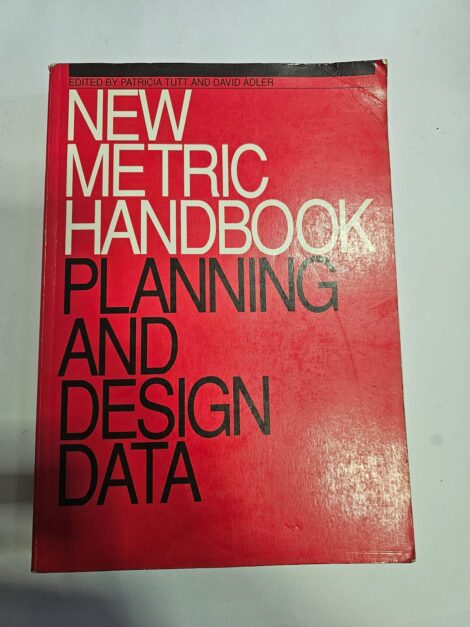 EDITED BY PATRICIA TUTT AND DAVID ADLER
NEW
METRIC
HANDBOOK
PLANNING
AND
DESIGN
DATA